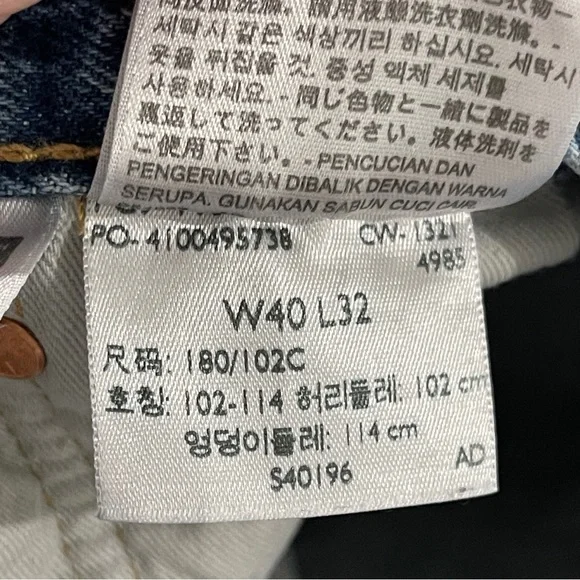 세탁시 같은 색상끼리 하십시요. 세탁시
옷을 뒤집을 것. 중성 액체 세제를
사용하세요. - 同じ色物と一緒に製品を
裏返して洗ってください。液体洗剤を
ご使用下さい。- PENCUCIAN DAN
PENGERINGAN DİBALIK DENGAN WARNA
SERUPA. GUNAKAN SABUN CUCI CAIR
PO- 4100495738 CW- 1321
4985
W40 L32
尺码: 180/102C
호칭: 102-114 허리둘레: 102 cm
엉덩이둘레: 114 cm
S40196
AD